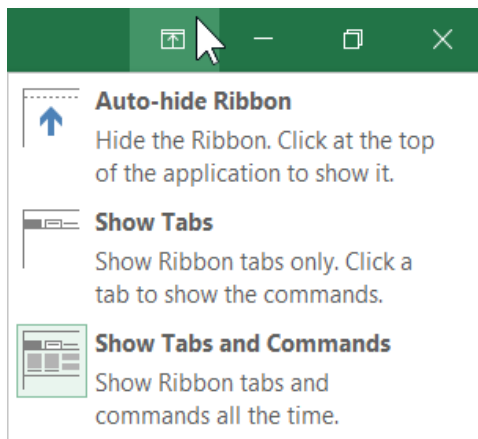 Auto-hide Ribbon
Hide the Ribbon. Click at the top
of the application to show it.
Show Tabs
Show Ribbon tabs only. Click a
tab to show the commands.
Show Tabs and Commands
Show Ribbon tabs and
commands all the time.